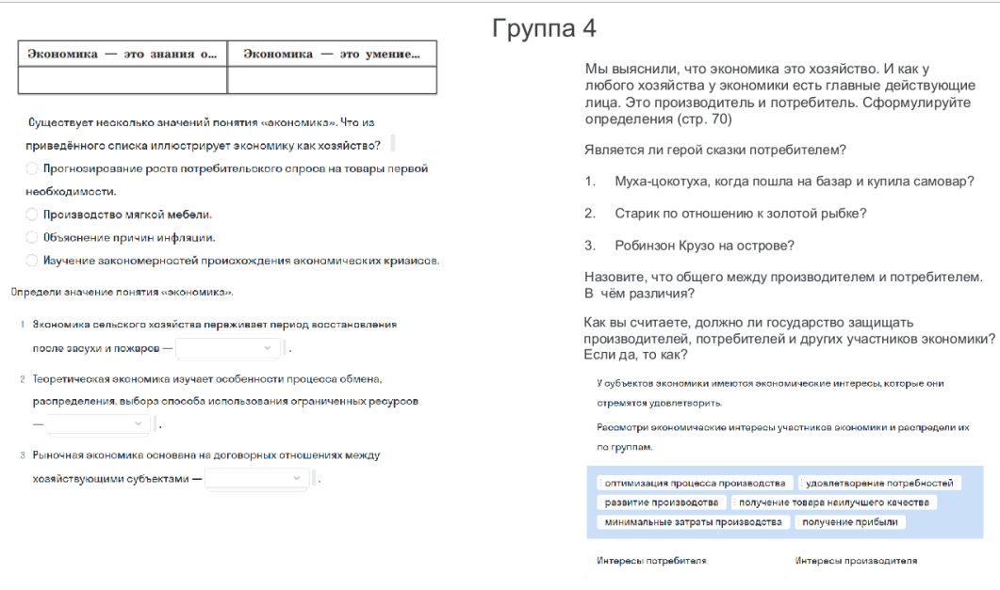 Экономика — это знания о...
Экономика — это умение...
Существует несколько значений понятия «экономика». Что из
приведённого списка иллюстрирует экономику как хозяйство?
Прогнозирование роста потребительского спроса на товары первой
необходимости.
Производство мягкой мебели.
Объяснение причин инфляции.
Изучение закономерностей происхождения экономических кризисов.
Определи значение понятия «экономика».
1 Экономика сельского хозяйства переживает период восстановления
после засухи и пожаров — .
2 Теоретическая экономика изучает особенности процесса обмена,
распределения, выбора способа использования ограниченных ресурсов
— .
3 Рыночная экономика основана на договорных отношениях между
хозяйствующими субъектами — .
Группа 4
Мы выяснили, что экономика это хозяйство. И как у
любого хозяйства у экономики есть главные действующие
лица. Это производитель и потребитель. Сформулируйте
определения (стр. 70)
Является ли герой сказки потребителем?
1. Муха-цокотуха, когда пошла на базар и купила самовар?
2. Старик по отношению к золотой рыбке?
3. Робинзон Крузо на острове?
Назовите, что общего между производителем и потребителем.
В чём различия?
Как вы считаете, должно ли государство защищать
производителей, потребителей и других участников экономики?
Если да, то как?
У субъектов экономики имеются экономические интересы, которые они
стремятся удовлетворить.
Рассмотри экономические интересы участников экономики и распредели их
по группам.
оптимизация процесса производства
удовлетворение потребностей
развитие производства
получение товара наилучшего качества
минимальные затраты производства
получение прибыли
Интересы потребителя
Интересы производителя